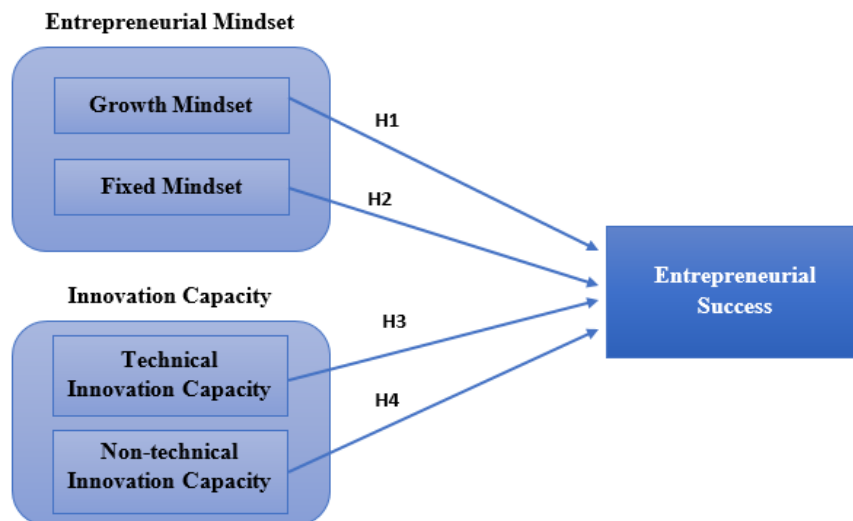 Entrepreneurial Mindset
Growth Mindset
H1
Fixed Mindset
H2
Entrepreneurial
Success
Innovation Capacity
H3
Technical
Innovation Capacity
H4
Non-technical
Innovation Capacity